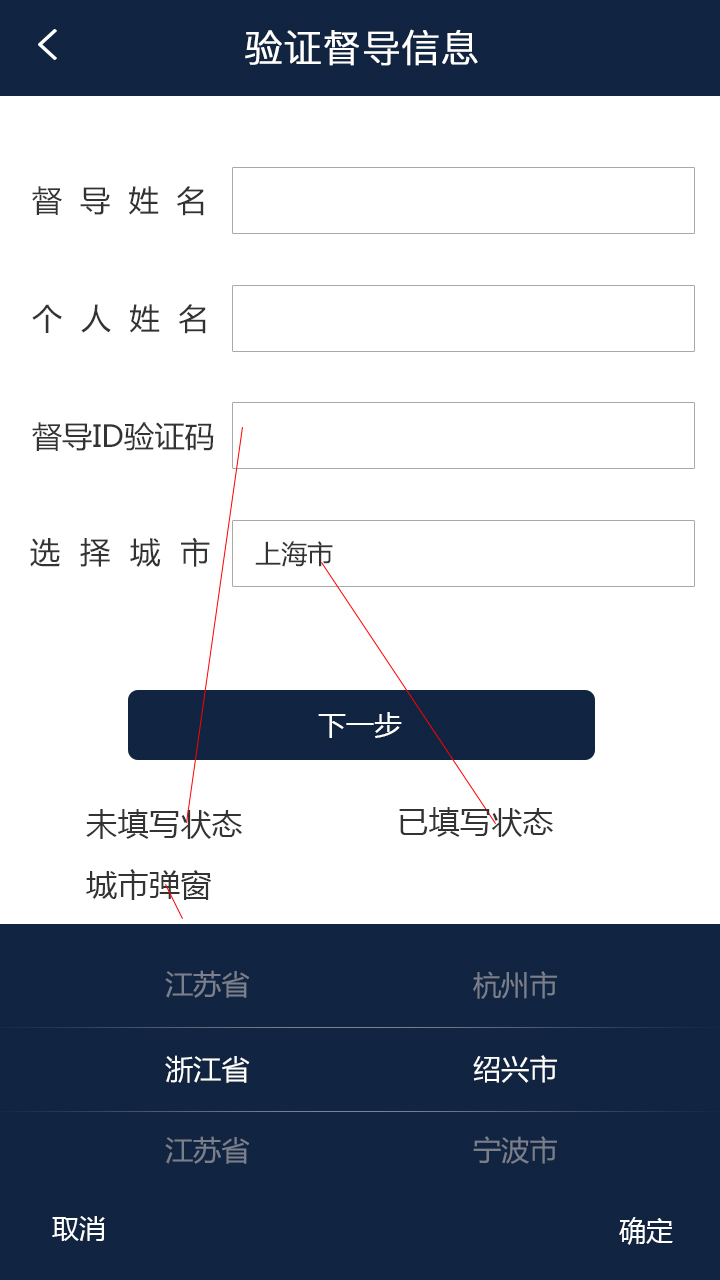 验证督导信息
督导姓名
个人姓名
督导ID验证码
选择城市 上海市
下一步
未填写状态 已填写状态
城市弹窗
江苏省 杭州市
浙江省 绍兴市
江苏省 宁波市
取消 确定